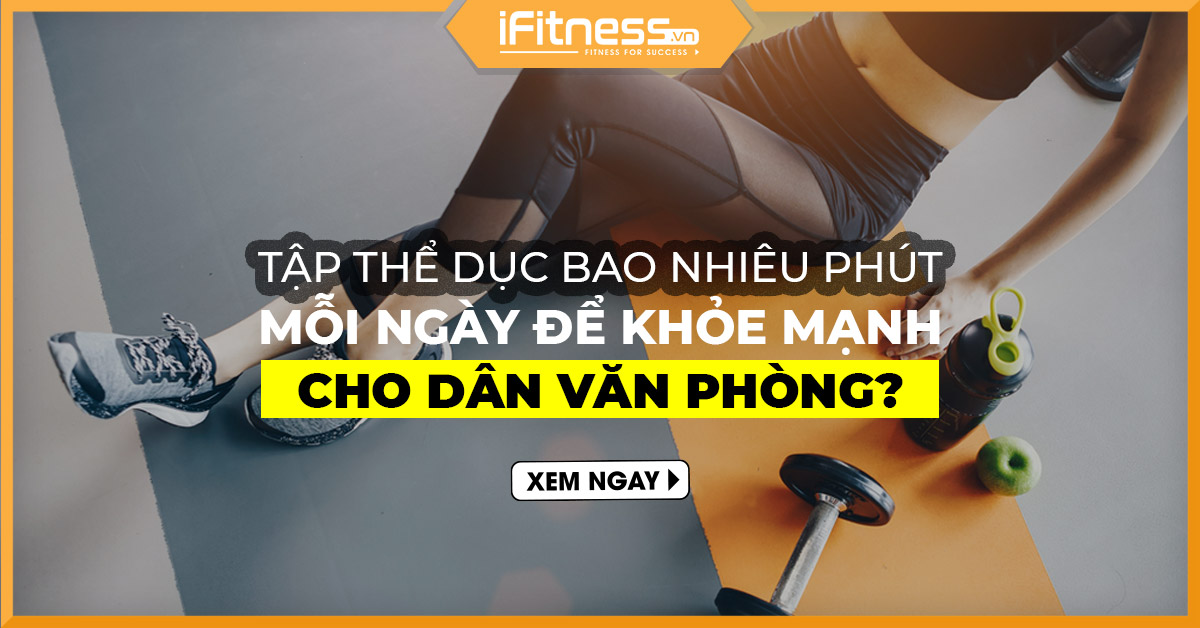 iFitness.vn
FITNESS FOR SUCCESS
TẬP THỂ DỤC BAO NHIÊU PHÚT
MỖI NGÀY ĐỂ KHỎE MẠNH
CHO DÂN VĂN PHÒNG?
XEM NGAY